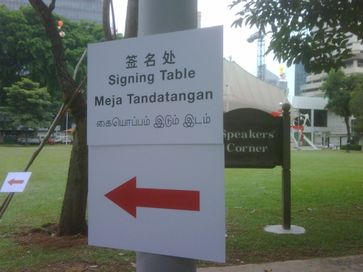 签名处
Signing Table
Meja Tandatangan
கையொப்பம் இடும் இடம்
Speakers'
Corner